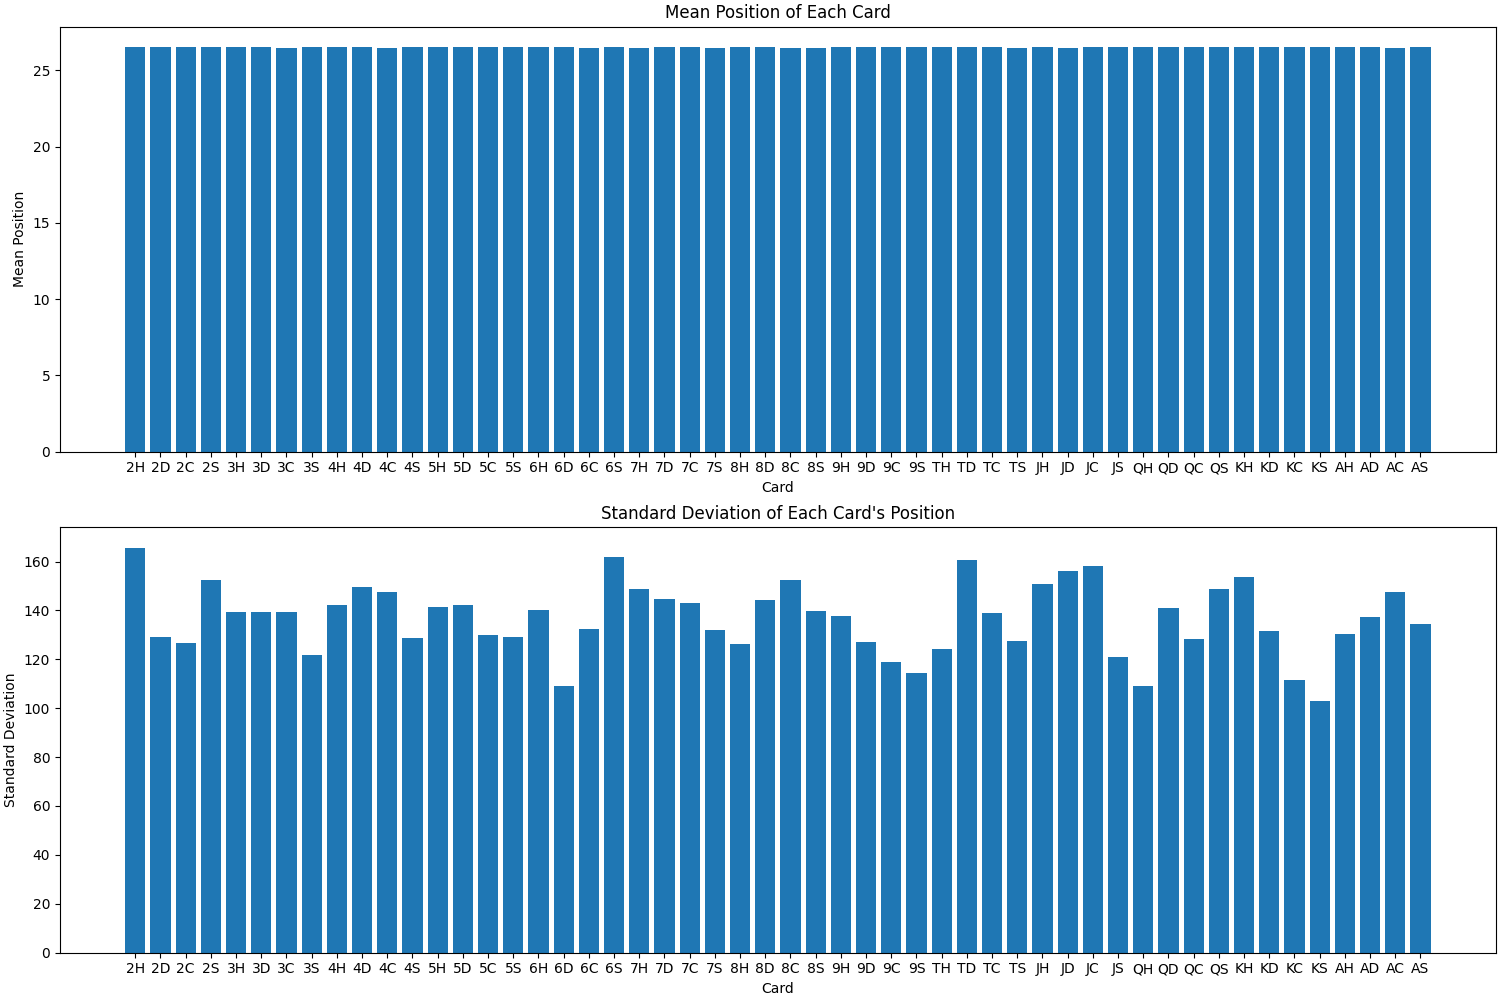 Mean Position of Each Card
25
20
15
10
5
0
Mean Position
2H 2D 2C 2S 3H 3D 3C 3S 4H 4D 4C 4S 5H 5D 5C 5S 6H 6D 6C 6S 7H 7D 7C 7S 8H 8D 8C 8S 9H 9D 9C 9S TH TD TC TS JH JD JC JS QH QD QC QS KH KD KC KS AH AD AC AS
Card
Standard Deviation of Each Card's Position
160
140
120
100
80
60
40
20
0
Standard Deviation
2H 2D 2C 2S 3H 3D 3C 3S 4H 4D 4C 4S 5H 5D 5C 5S 6H 6D 6C 6S 7H 7D 7C 7S 8H 8D 8C 8S 9H 9D 9C 9S TH TD TC TS JH JD JC JS QH QD QC QS KH KD KC KS AH AD AC AS
Card